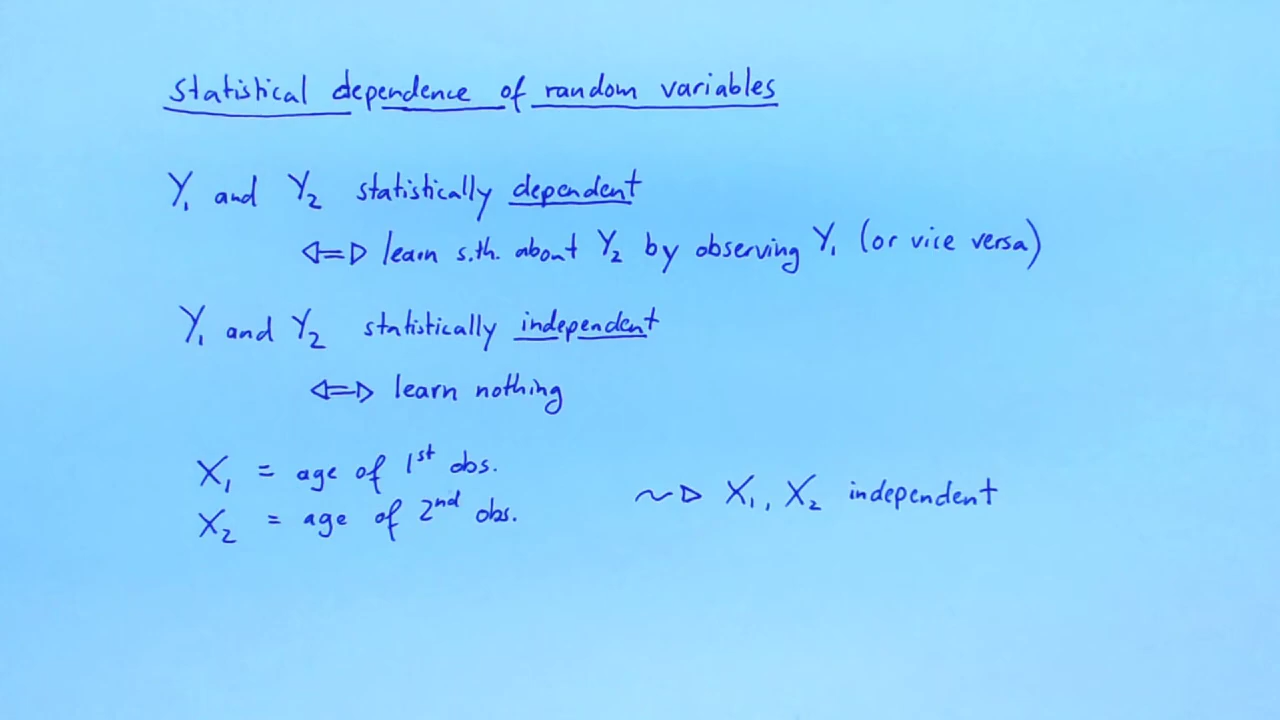 Statistical dependence of random variables
Y₁ and Y₂ statistically dependent
⇔ learn s.th. about Y₂ by observing Y₁ (or vice versa)
Y₁ and Y₂ statistically independent
⇔ learn nothing
X₁ = age of 1st obs.
X₂ = age of 2nd obs.
⇝ X₁, X₂ independent